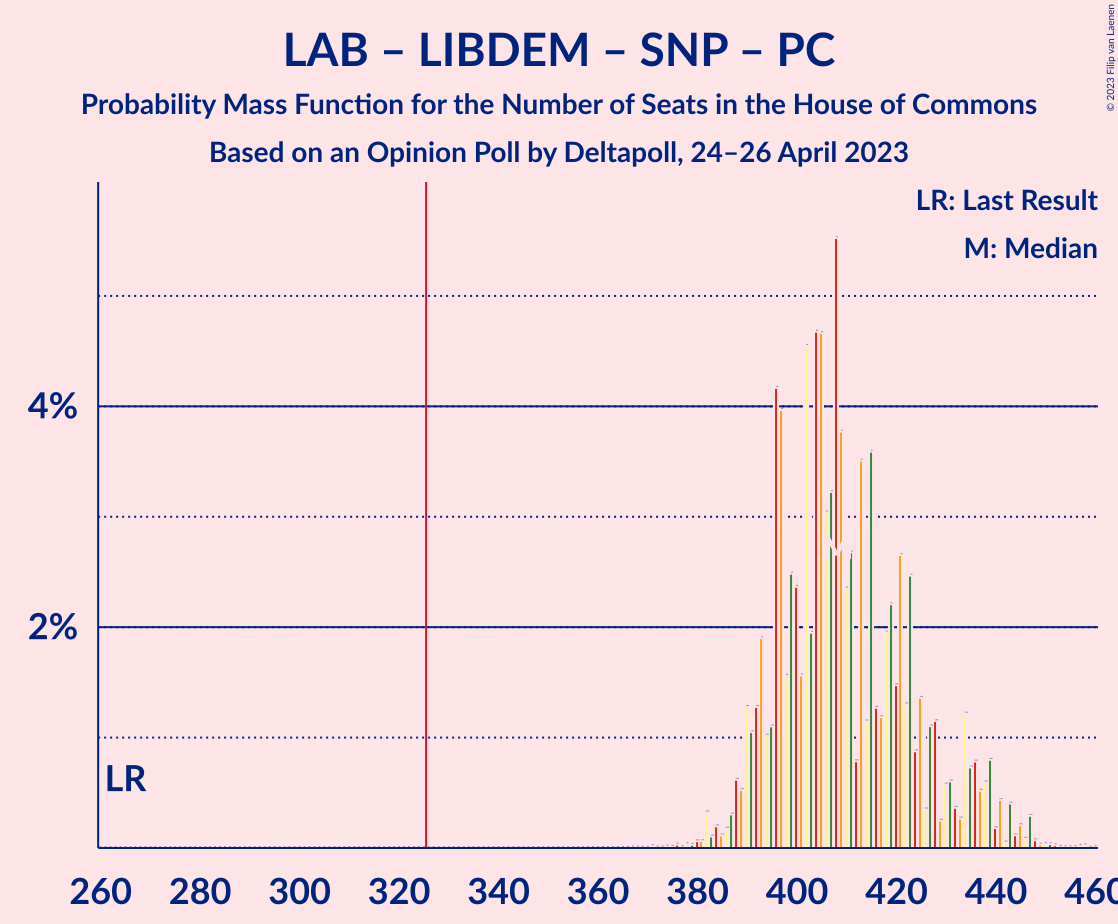 LAB – LIBDEM – SNP – PC
Probability Mass Function for the Number of Seats in the House of Commons
Based on an Opinion Poll by Deltapoll, 24–26 April 2023
© 2023 Filip van Laenen
LR: Last Result
M: Median
4%
2%
LR
260 280 300 320 340 360 380 400 420 440 460